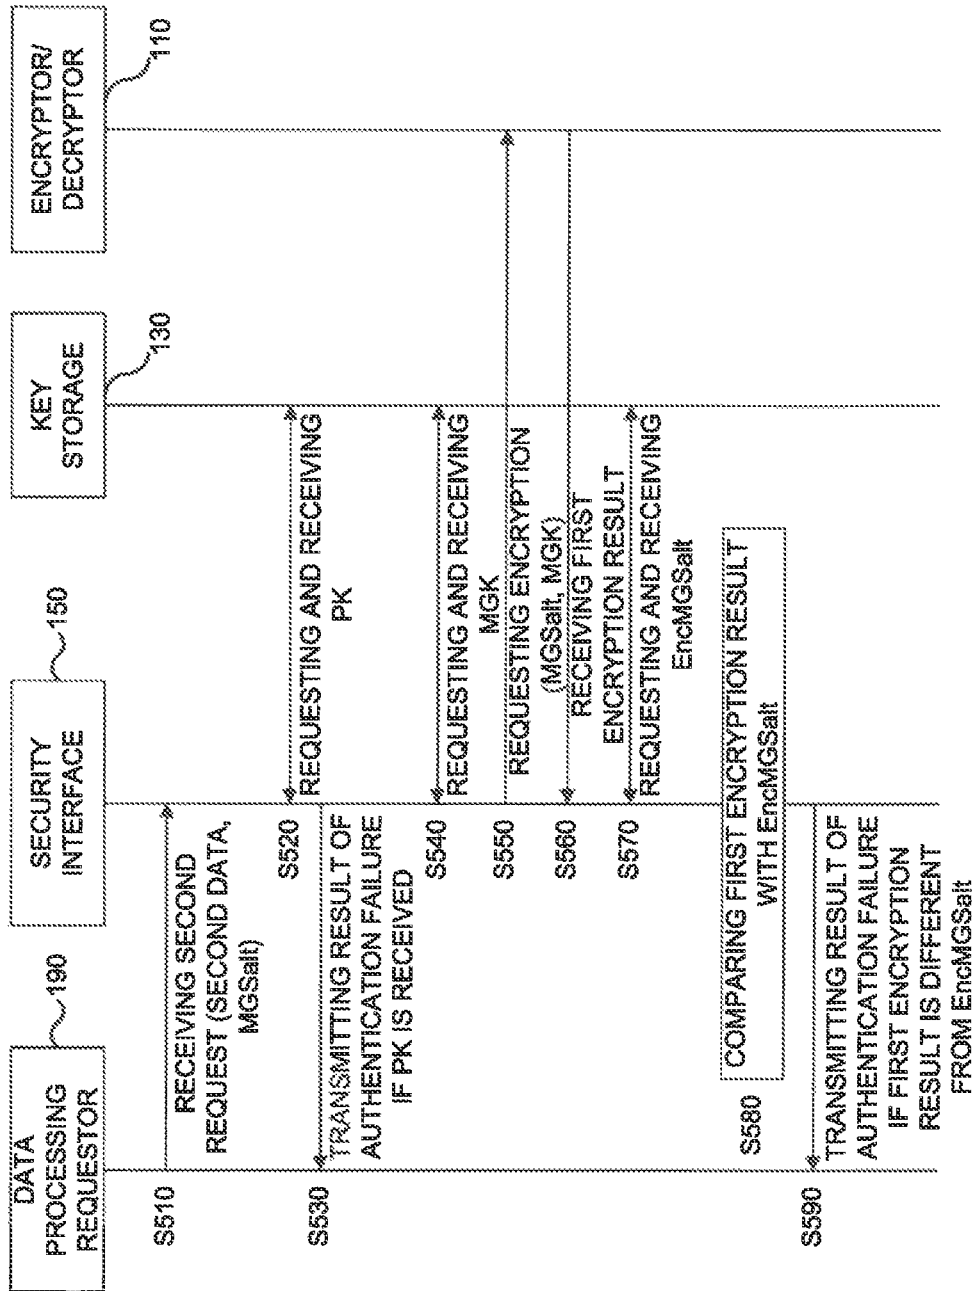 DATA
PROCESSING
REQUESTOR
190
SECURITY
INTERFACE
150
KEY
STORAGE
130
ENCRYPTOR/
DECRYPTOR
110
S510
RECEIVING SECOND
REQUEST (SECOND DATA,
MGSalt)
S520
REQUESTING AND RECEIVING
PK
S530
TRANSMITTING RESULT OF
AUTHENTICATION FAILURE
IF PK IS RECEIVED
S540
REQUESTING AND RECEIVING
MGK
S550
REQUESTING ENCRYPTION
(MGSalt, MGK)
S560
RECEIVING FIRST
ENCRYPTION RESULT
S570
REQUESTING AND RECEIVING
EncMGSalt
S580
COMPARING FIRST ENCRYPTION RESULT
WITH EncMGSalt
S590
TRANSMITTING RESULT OF
AUTHENTICATION FAILURE
IF FIRST ENCRYPTION
RESULT IS DIFFERENT
FROM EncMGSalt